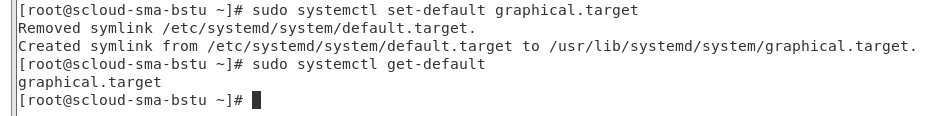 [root@scloud-sma-bstu ~]# sudo systemctl set-default graphical.target
Removed symlink /etc/systemd/system/default.target.
Created symlink from /etc/systemd/system/default.target to /usr/lib/systemd/system/graphical.target.
[root@scloud-sma-bstu ~]# sudo systemctl get-default
graphical.target
[root@scloud-sma-bstu ~]#